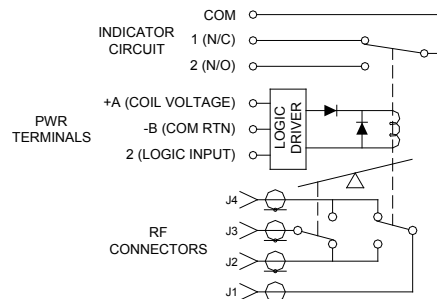 COM
INDICATOR
CIRCUIT
1 (N/C)
2 (N/O)
+A (COIL VOLTAGE)
PWR
TERMINALS
-B (COM RTN)
2 (LOGIC INPUT)
LOGIC
DRIVER
J4
J3
RF
CONNECTORS
J2
J1